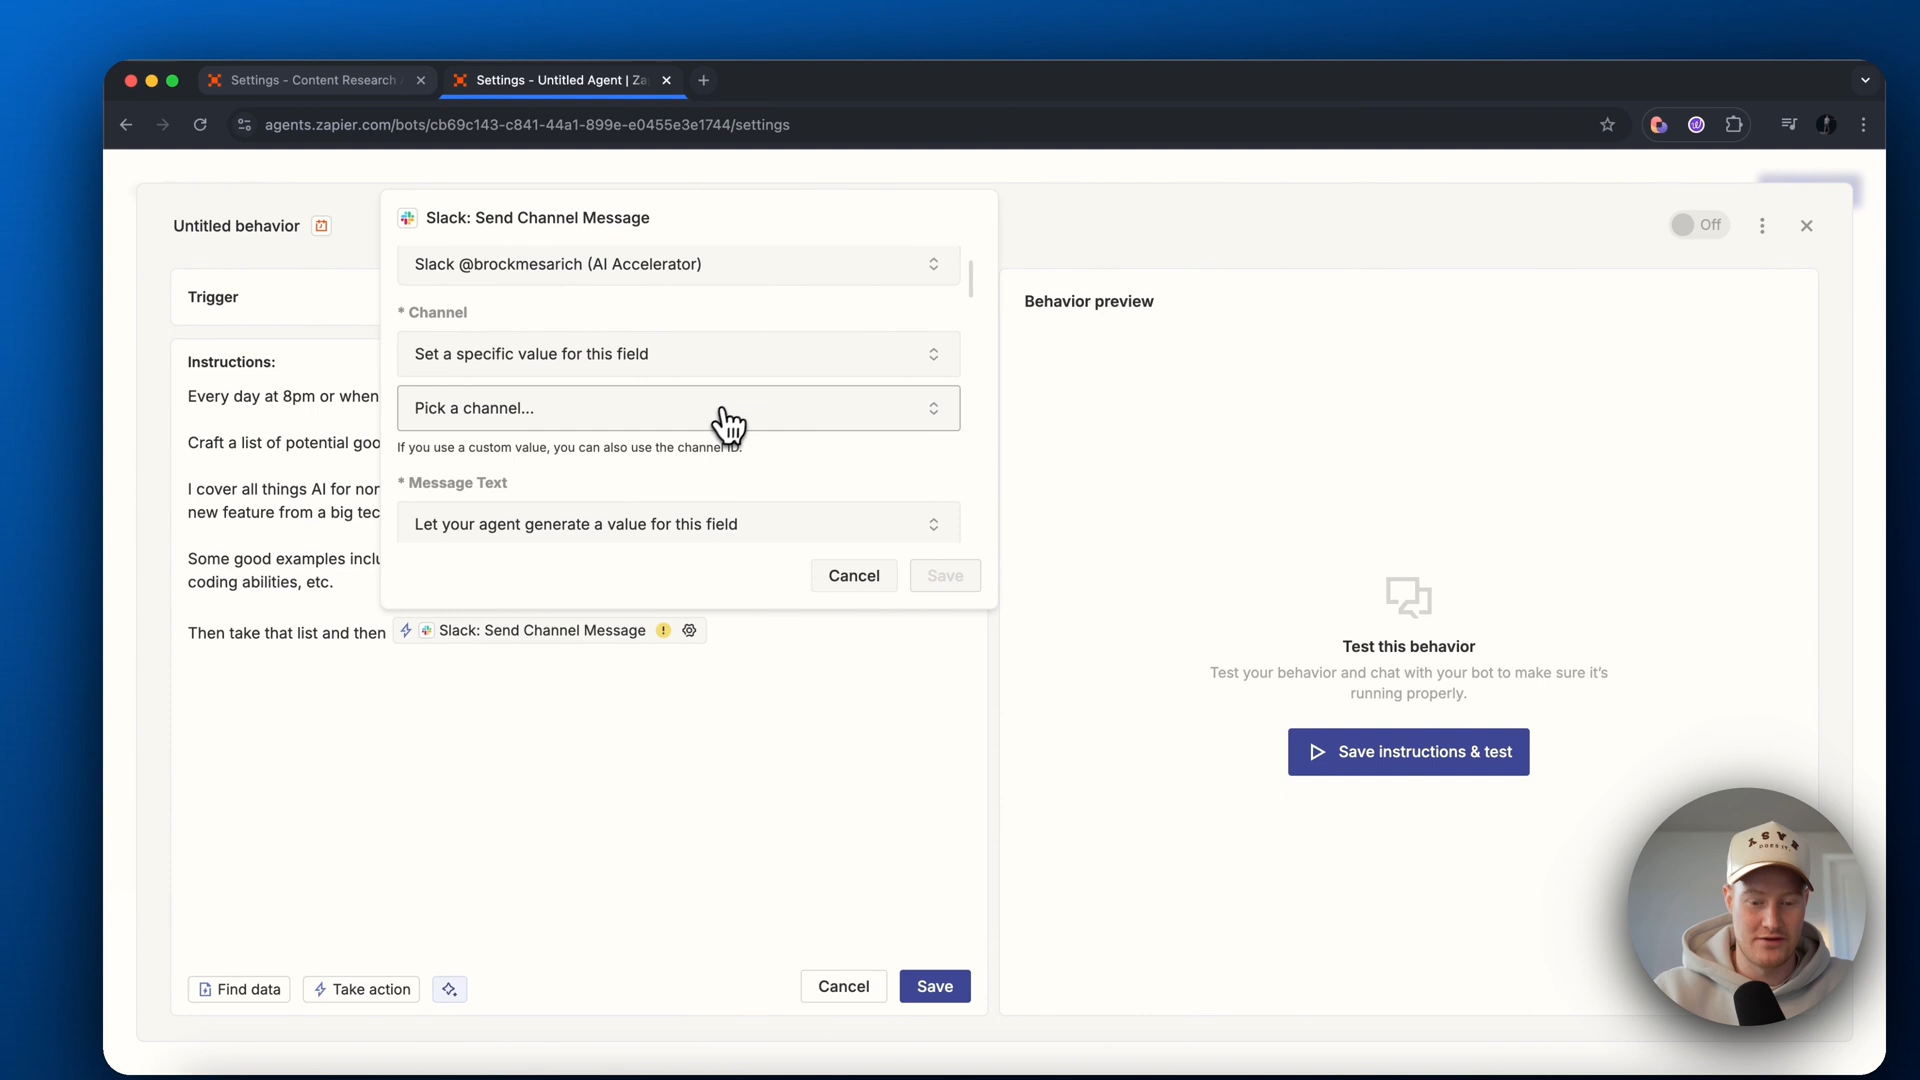 Settings - Content Research
Settings - Untitled Agent | Za
agents.zapier.com/bots/cb69c143-c841-44a1-899e-e0455e3e1744/settings
Untitled behavior
Slack: Send Channel Message
Off
Slack @brockmesarich (AI Accelerator)
Trigger
* Channel
Set a specific value for this field
Pick a channel...
If you use a custom value, you can also use the channel ID.
* Message Text
Let your agent generate a value for this field
Cancel
Save
Instructions:
Every day at 8pm or when
Craft a list of potential goo
I cover all things AI for nor
new feature from a big tec
Some good examples inclu
coding abilities, etc.
Then take that list and then Slack: Send Channel Message
Behavior preview
Test this behavior
Test your behavior and chat with your bot to make sure it's
running properly.
Save instructions & test
Find data
Take action
Cancel
Save
DOES IT.